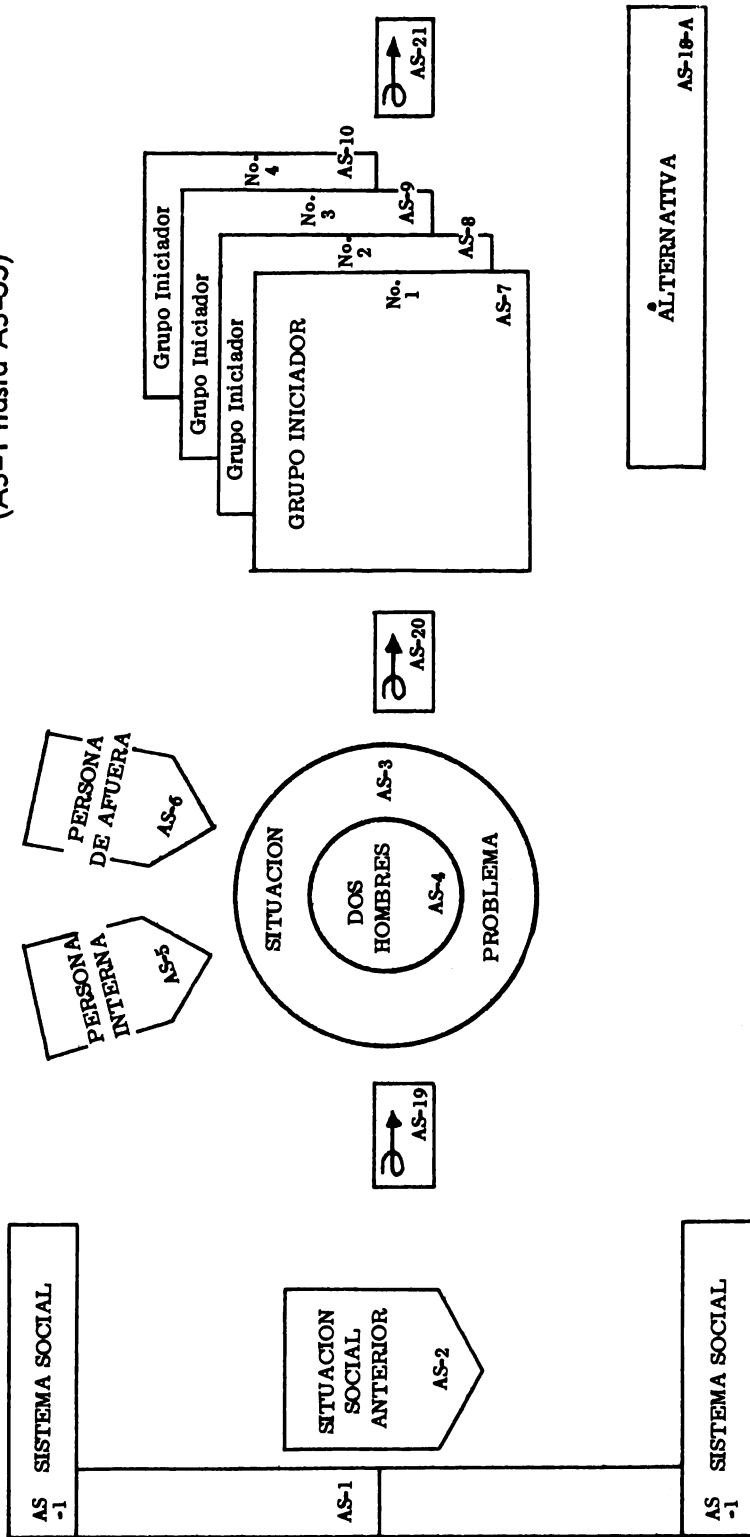 (AS-1 hasta AS-35)
AS
-1
SISTEMA SOCIAL
AS-1
SITUACION
SOCIAL
ANTERIOR
AS-2
AS
-1
SISTEMA SOCIAL
AS-19
PERSONA
INTERNA
AS-5
PERSONA
DE AFUERA
AS-6
SITUACION
DOS
HOMBRES
AS-4
AS-3
PROBLEMA
AS-20
Grupo Iniciador
No.
4
AS-10
Grupo Iniciador
No.
3
AS-9
Grupo Iniciador
No.
2
AS-8
GRUPO INICIADOR
No.
1
AS-7
AS-21
ALTERNATIVA
AS-18-A